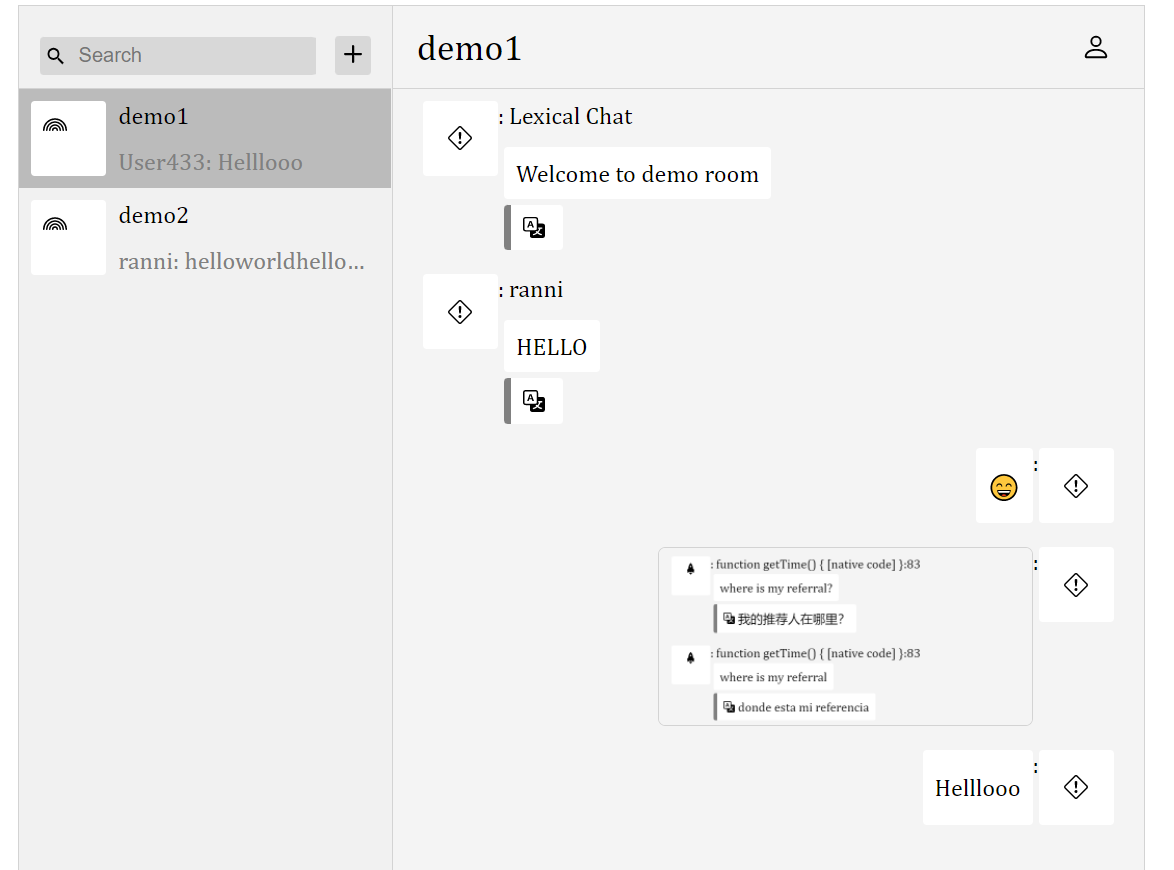 Search
demo1
User433: Helllooo
demo2
ranni: helloworldhello...
demo1
: Lexical Chat
Welcome to demo room
: ranni
HELLO
:
: function getTime() { [native code] }:83
where is my referral?
我的推荐人在哪里?
: function getTime() { [native code] }:83
where is my referral
donde esta mi referencia
:
Helllooo :